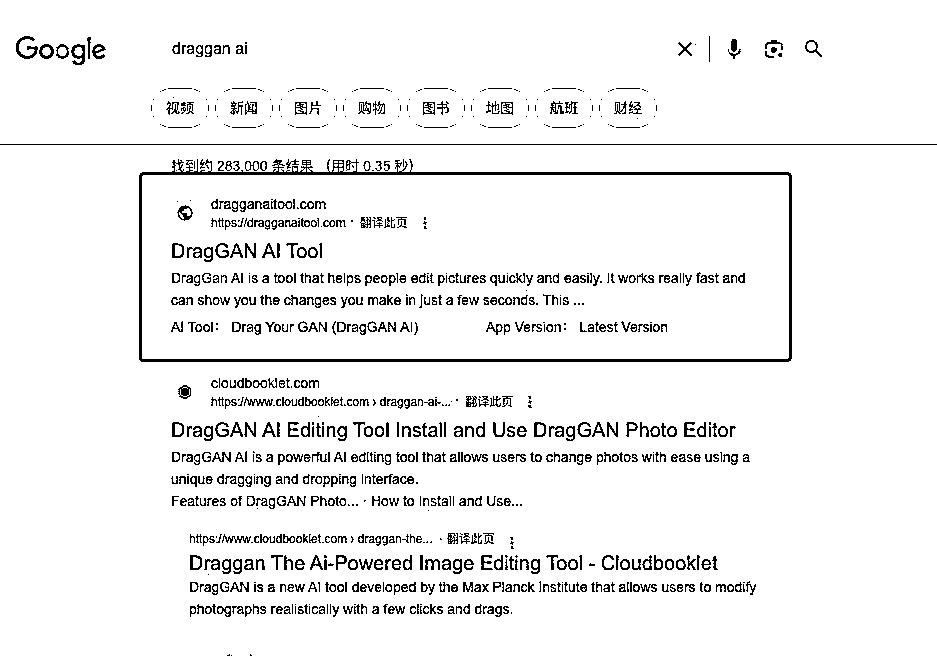 Google draggan ai
视频 新闻 图片 购物 图书 地图 航班 财经
找到约 283,000 条结果 （用时 0.35 秒）
dragganaitool.com
https://dragganaitool.com · 翻译此页
DragGAN AI Tool
DragGan AI is a tool that helps people edit pictures quickly and easily. It works really fast and
can show you the changes you make in just a few seconds. This ...
AI Tool： Drag Your GAN (DragGAN AI) App Version： Latest Version
cloudbooklet.com
https://www.cloudbooklet.com › draggan-ai-... · 翻译此页
DragGAN AI Editing Tool Install and Use DragGAN Photo Editor
DragGAN AI is a powerful AI editing tool that allows users to change photos with ease using a
unique dragging and dropping interface.
Features of DragGAN Photo... · How to Install and Use...
https://www.cloudbooklet.com › draggan-the... · 翻译此页
Draggan The Ai-Powered Image Editing Tool - Cloudbooklet
DragGAN is a new AI tool developed by the Max Planck Institute that allows users to modify
photographs realistically with a few clicks and drags.